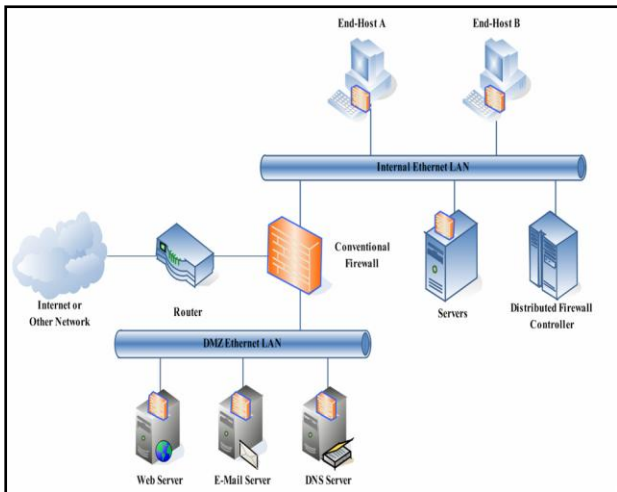 End-Host A
End-Host B
Internal Ethernet LAN
Conventional
Firewall
Internet or
Other Network
Router
Servers
Distributed Firewall
Controller
DMZ Ethernet LAN
Web Server
E-Mail Server
DNS Server